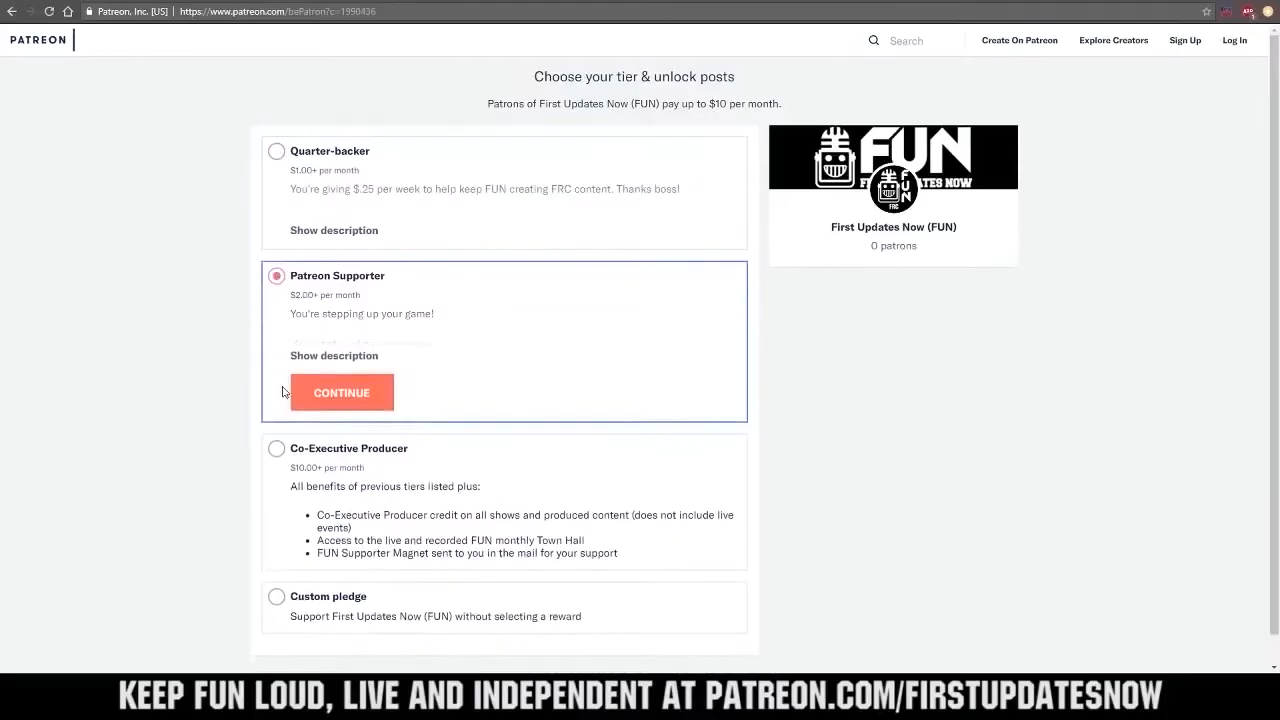 Patreon, Inc. [US] | https://www.patreon.com/bePatron?c=1990436
PATREON
Search
Create On Patreon
Explore Creators
Sign Up
Log In
Choose your tier & unlock posts
Patrons of First Updates Now (FUN) pay up to $10 per month.
Quarter-backer
$1.00+ per month
You're giving $.25 per week to help keep FUN creating FRC content. Thanks boss!
Show description
Patreon Supporter
$2.00+ per month
You're stepping up your game!
Show description
CONTINUE
Co-Executive Producer
$10.00+ per month
All benefits of previous tiers listed plus:
• Co-Executive Producer credit on all shows and produced content (does not include live
events)
• Access to the live and recorded FUN monthly Town Hall
• FUN Supporter Magnet sent to you in the mail for your support
Custom pledge
Support First Updates Now (FUN) without selecting a reward
FUN
FUN
FRC
First Updates Now (FUN)
0 patrons
KEEP FUN LOUD, LIVE AND INDEPENDENT AT PATREON.COM/FIRSTUPDATESNOW